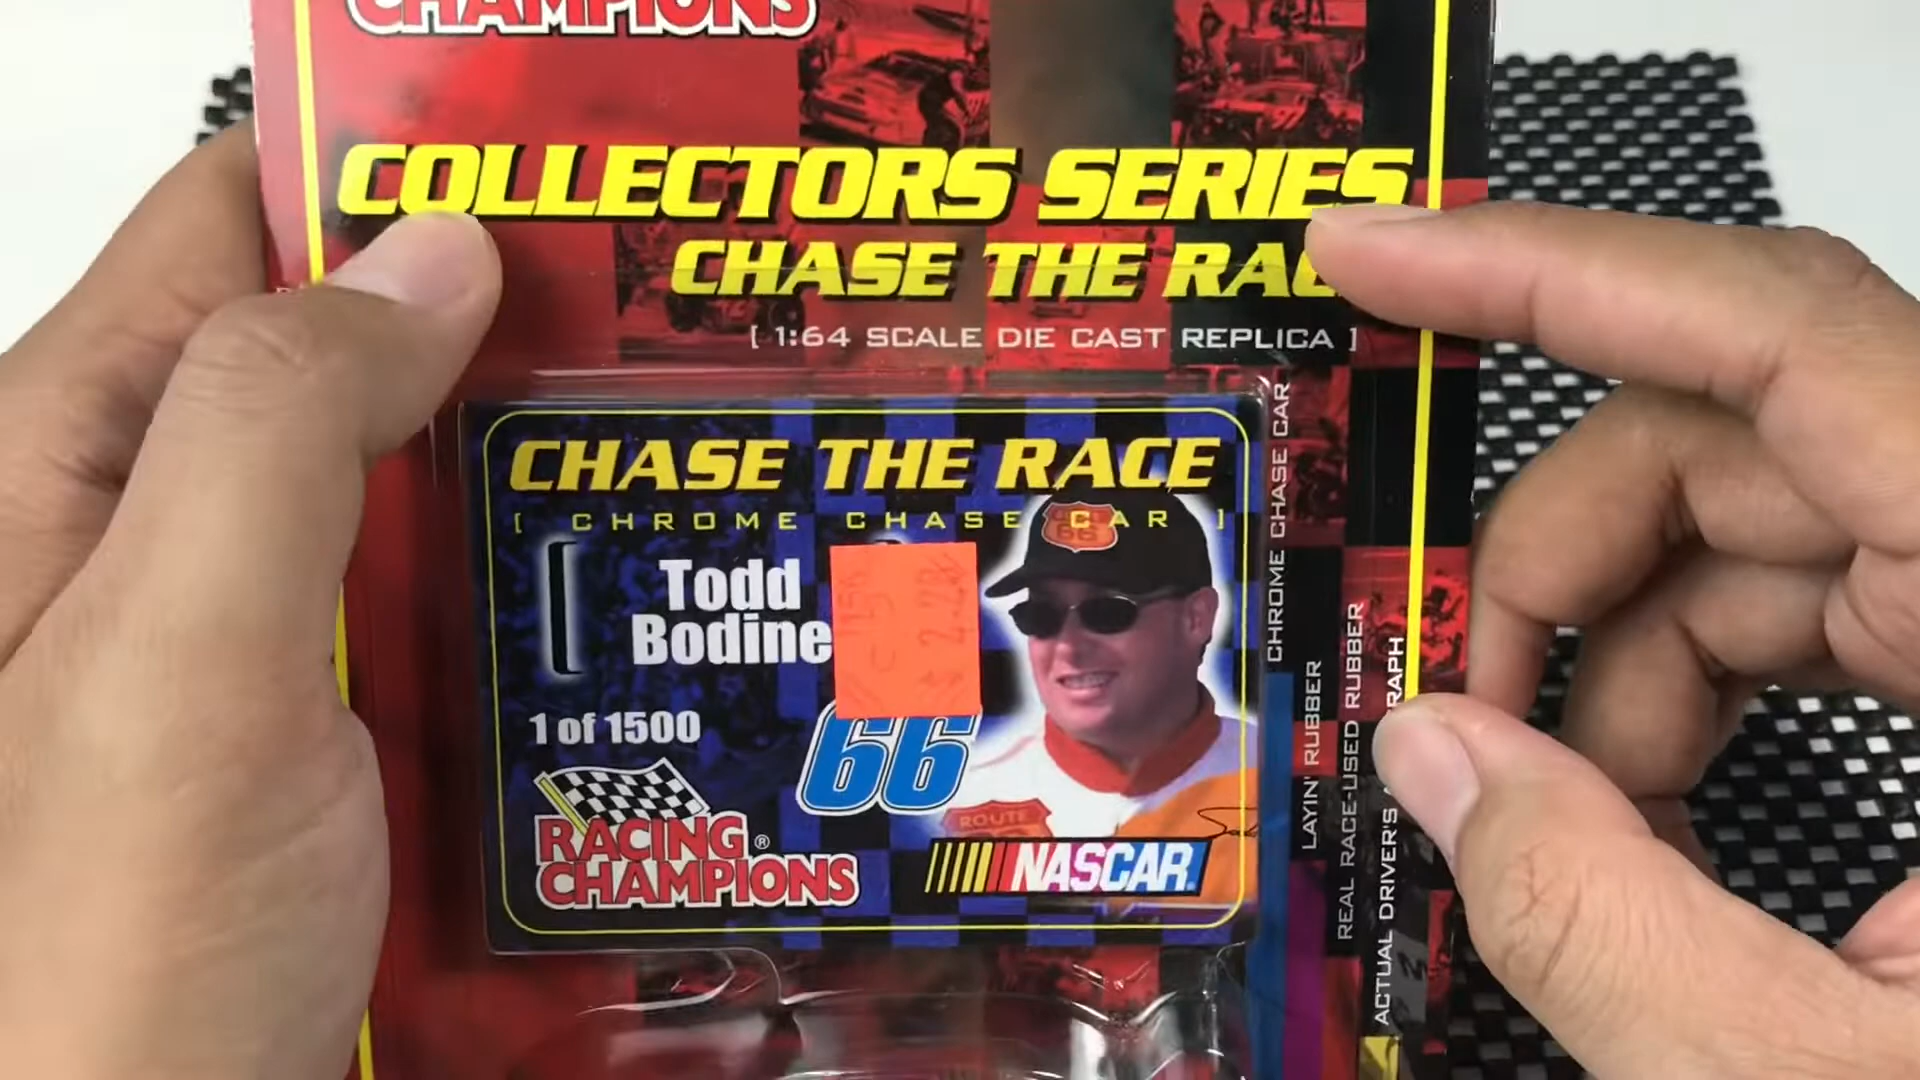 CHAMPIONS
COLLECTORS SERIES
CHASE THE RAC
[ 1:64 SCALE DIE CAST REPLICA ]
CHASE THE RACE
[ CHROME CHASE CAR ]
Todd
Bodine
1 of 1500
66
RACING ®
CHAMPIONS
66
ROUTE
NASCAR.
CHROME CHASE CAR
LAYIN' RUBBER
REAL RACE-USED RUBBER
ACTUAL DRIVER'S RAPH